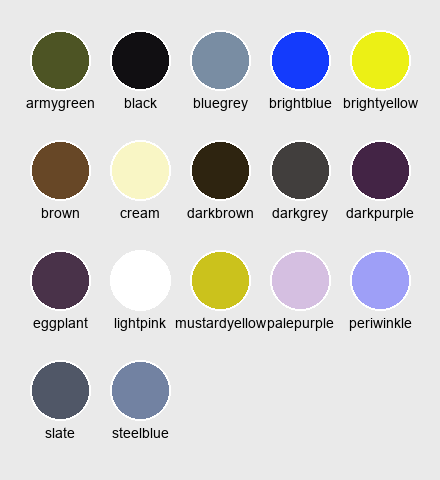 armygreen black bluegrey brightblue brightyellow
brown cream darkbrown darkgrey darkpurple
eggplant lightpink mustardyellow palepurple periwinkle
slate steelblue